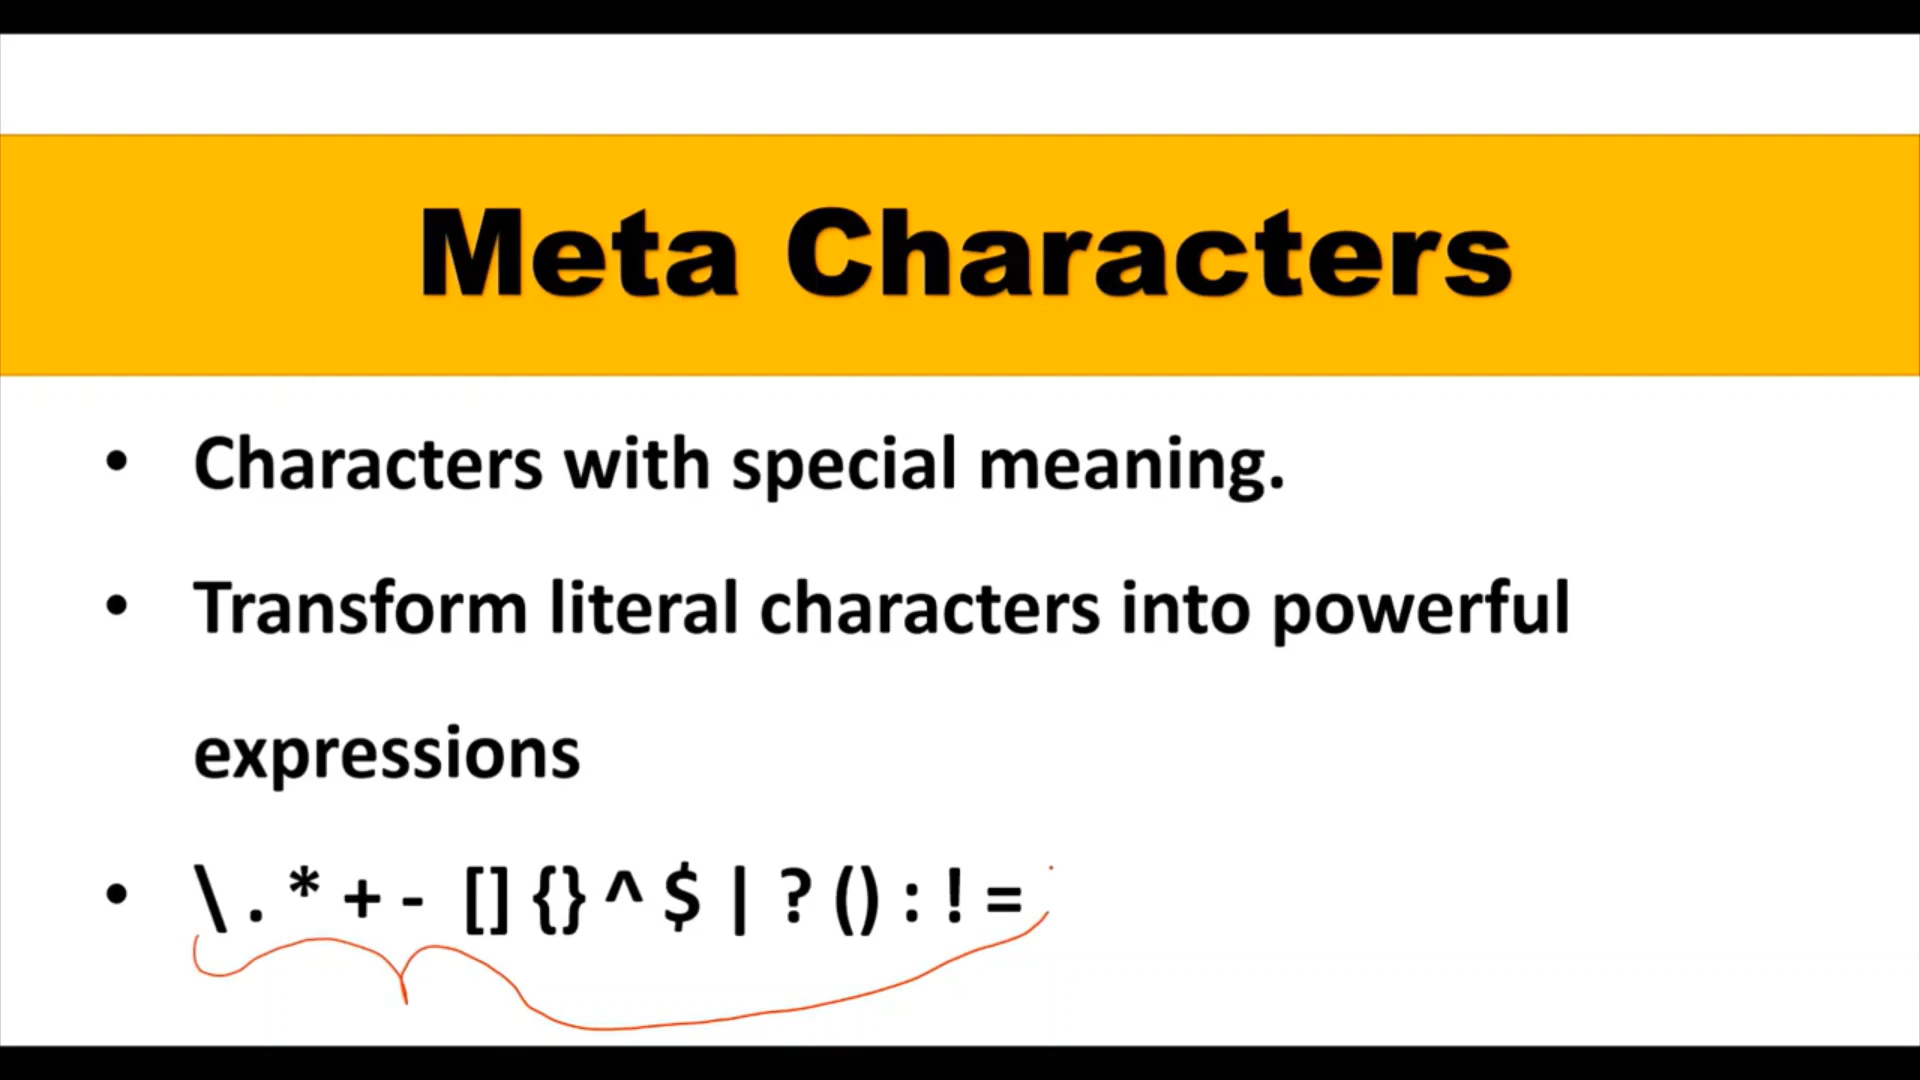 Meta Characters
• Characters with special meaning.
• Transform literal characters into powerful
expressions
• \ . * + - [] {} ^ $ | ? () : ! =